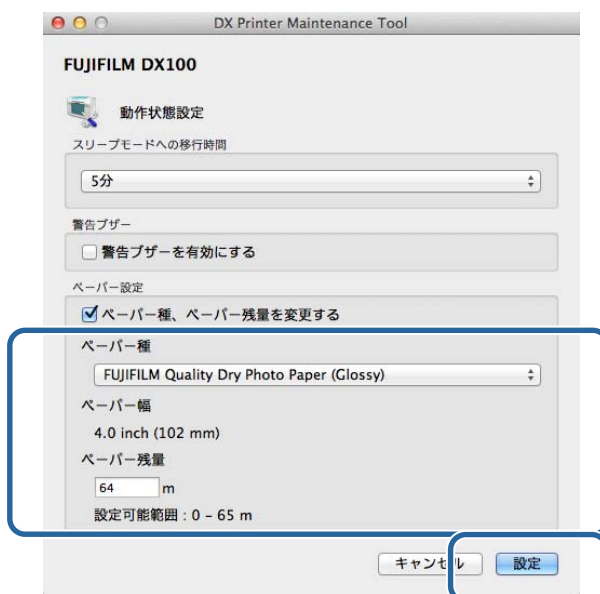 DX Printer Maintenance Tool
FUJIFILM DX100
動作状態設定
スリープモードへの移行時間
5分
警告ブザー
警告ブザーを有効にする
ペーパー設定
ペーパー種、ペーパー残量を変更する
ペーパー種
FUJIFILM Quality Dry Photo Paper (Glossy)
ペーパー幅
4.0 inch (102 mm)
ペーパー残量
64 m
設定可能範囲：0 – 65 m
キャンセル 設定